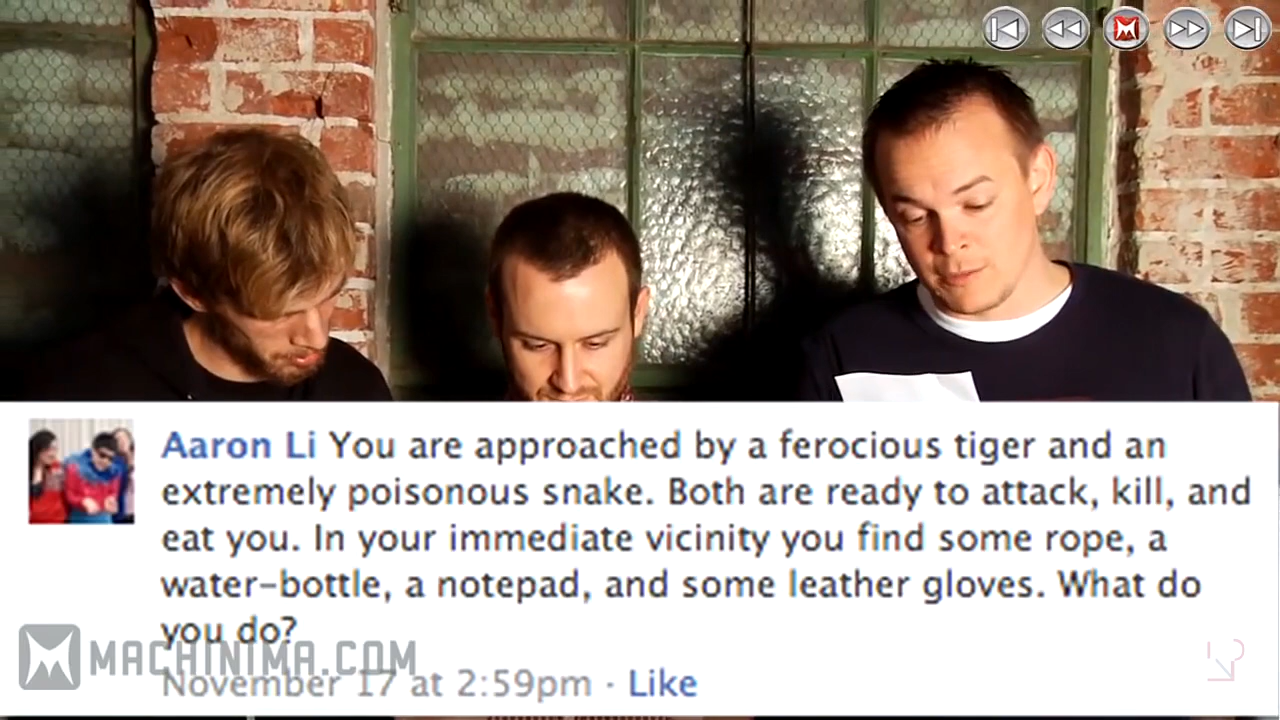 Aaron Li You are approached by a ferocious tiger and an
extremely poisonous snake. Both are ready to attack, kill, and
eat you. In your immediate vicinity you find some rope, a
water-bottle, a notepad, and some leather gloves. What do
you do?
MACHINIMA.COM
November 17 at 2:59pm · Like